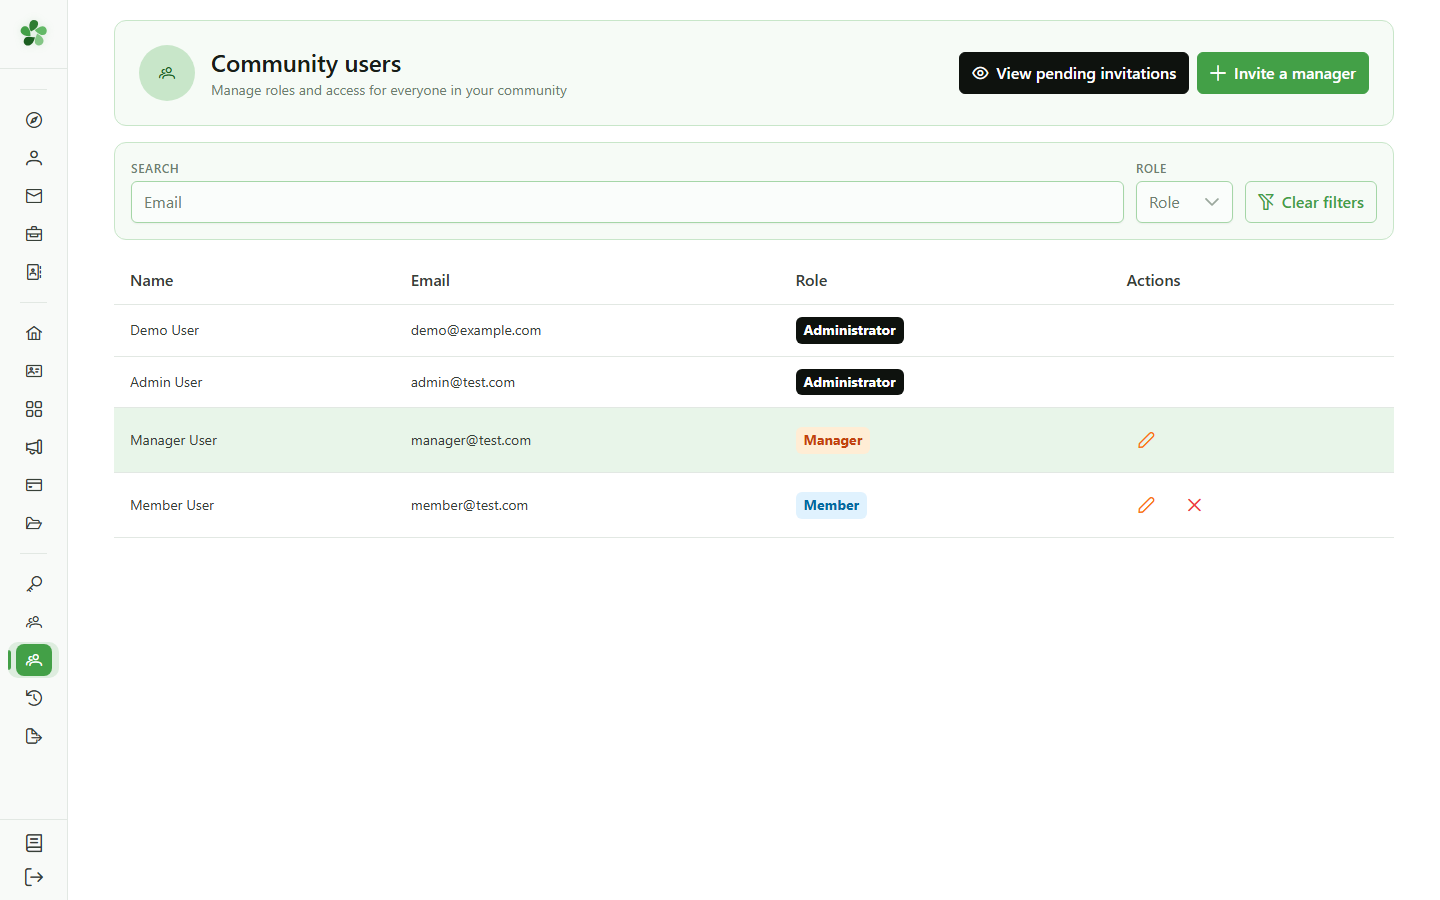 Community users
Manage roles and access for everyone in your community
View pending invitations
Invite a manager
SEARCH
ROLE
Email
Role
Clear filters
Name Email Role Actions
Demo User demo@example.com Administrator
Admin User admin@test.com Administrator
Manager User manager@test.com Manager
Member User member@test.com Member